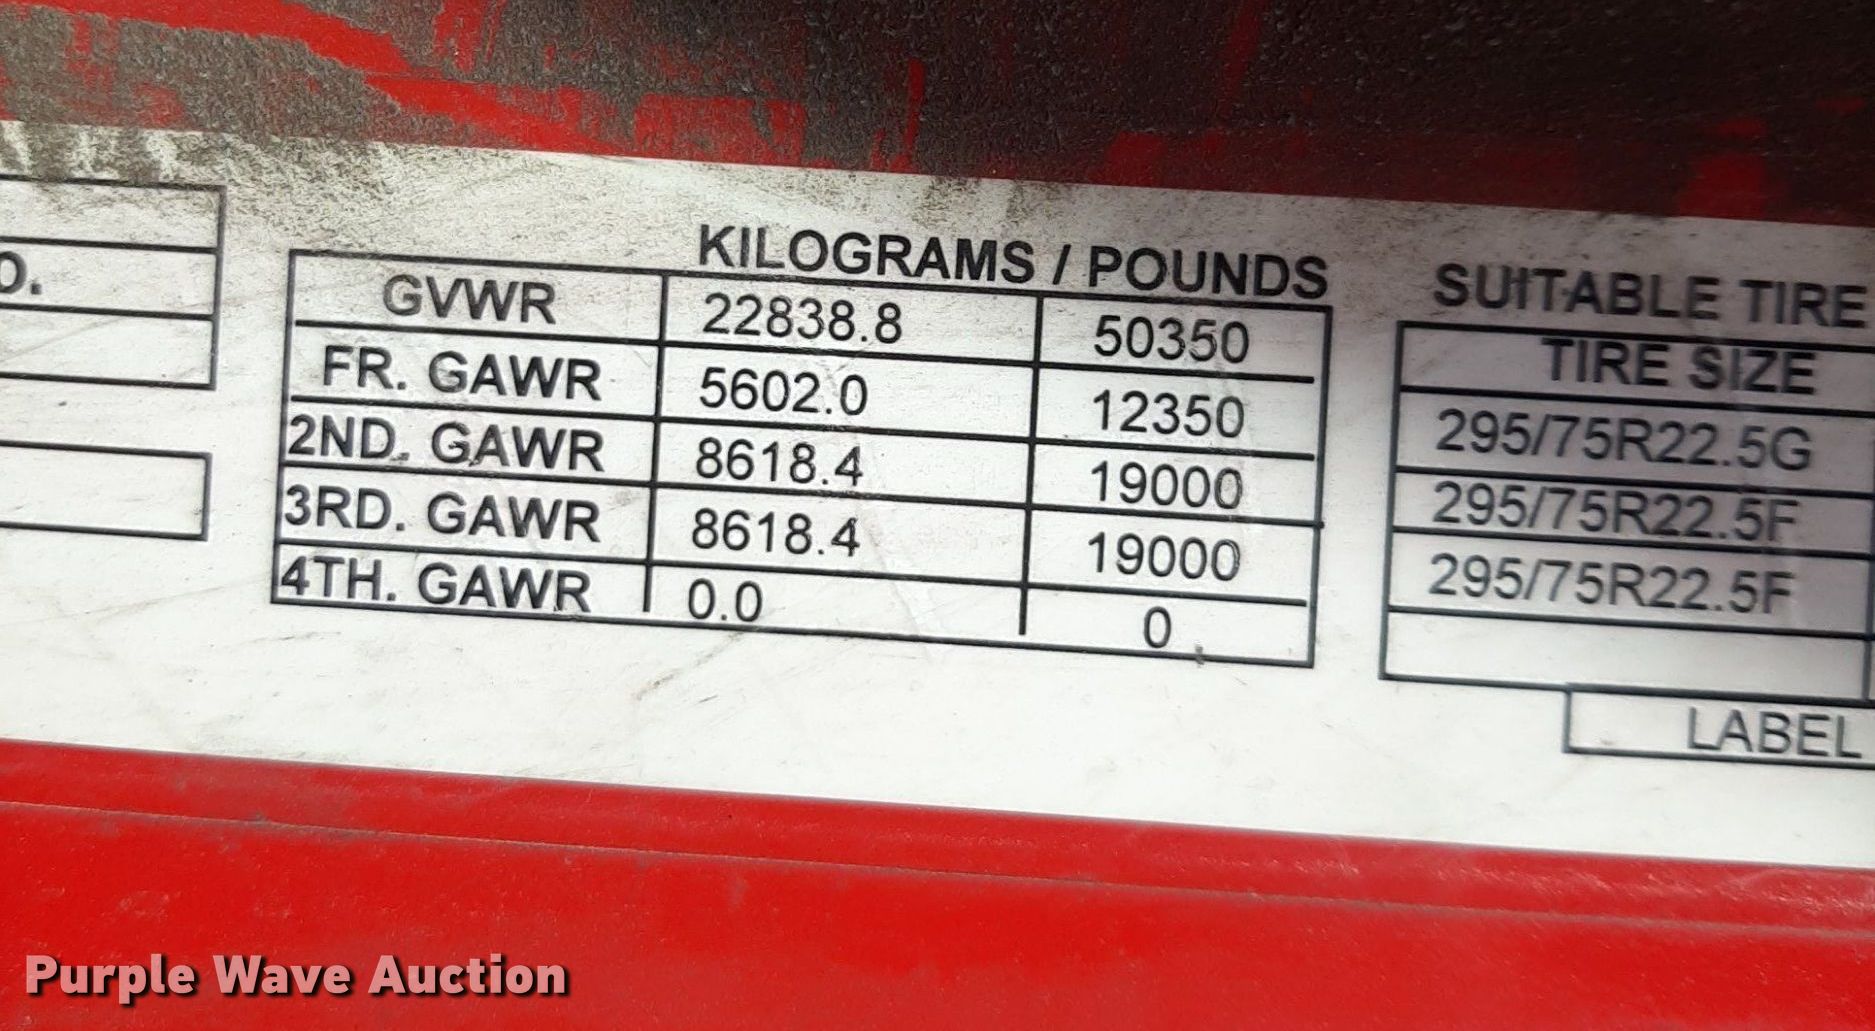 O.
KILOGRAMS / POUNDS
GVWR 22838.8 50350
FR. GAWR 5602.0 12350
2ND. GAWR 8618.4 19000
3RD. GAWR 8618.4 19000
4TH. GAWR 0.0 0
SUITABLE TIRE
TIRE SIZE
295/75R22.5G
295/75R22.5F
295/75R22.5F
LABEL
Purple Wave Auction